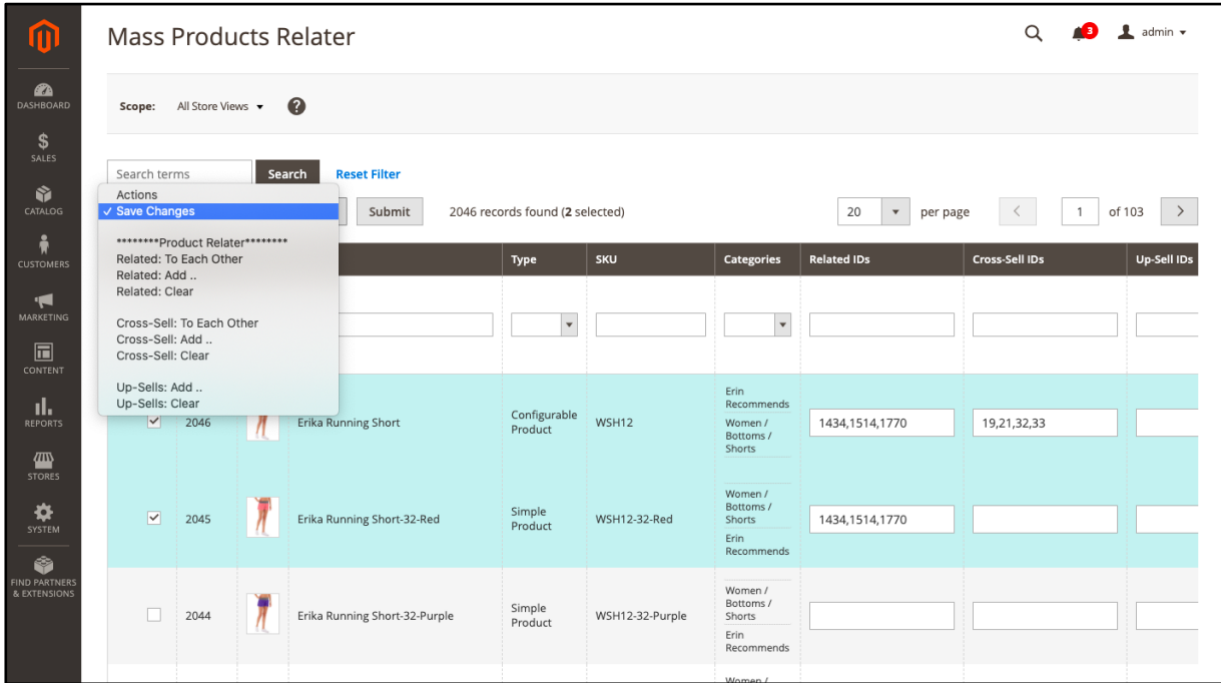 Mass Products Relater
3
admin
DASHBOARD
SALES
CATALOG
CUSTOMERS
MARKETING
CONTENT
REPORTS
STORES
SYSTEM
FIND PARTNERS
& EXTENSIONS
Scope: All Store Views ?
Search terms Search Reset Filter
Actions
✓ Save Changes
********Product Relater********
Related: To Each Other
Related: Add ..
Related: Clear
Cross-Sell: To Each Other
Cross-Sell: Add ..
Cross-Sell: Clear
Up-Sells: Add ..
Up-Sells: Clear
Submit 2046 records found (2 selected) 20 per page 1 of 103
Type SKU Categories Related IDs Cross-Sell IDs Up-Sell IDs
2046 Erika Running Short
Configurable
Product
WSH12
Erin
Recommends
Women /
Bottoms /
Shorts
1434,1514,1770 19,21,32,33
2045 Erika Running Short-32-Red
Simple
Product
WSH12-32-Red
Women /
Bottoms /
Shorts
Erin
Recommends
1434,1514,1770
2044 Erika Running Short-32-Purple
Simple
Product
WSH12-32-Purple
Women /
Bottoms /
Shorts
Erin
Recommends
Women /